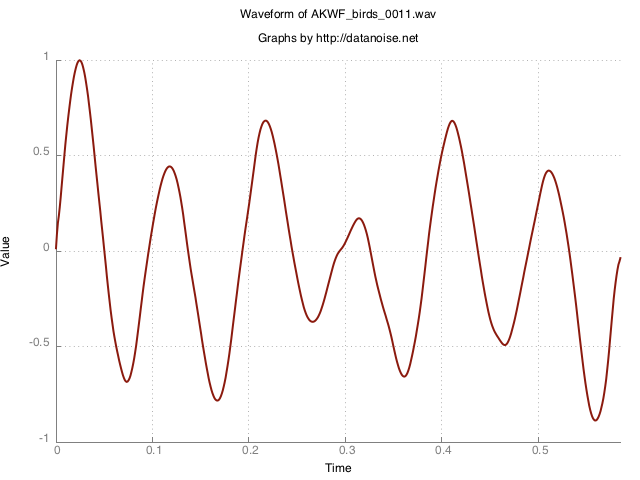 Waveform of AKWF_birds_0011.wav
Graphs by http://datanoise.net
1
0.5
0
-0.5
-1
Value
0 0.1 0.2 0.3 0.4 0.5
Time